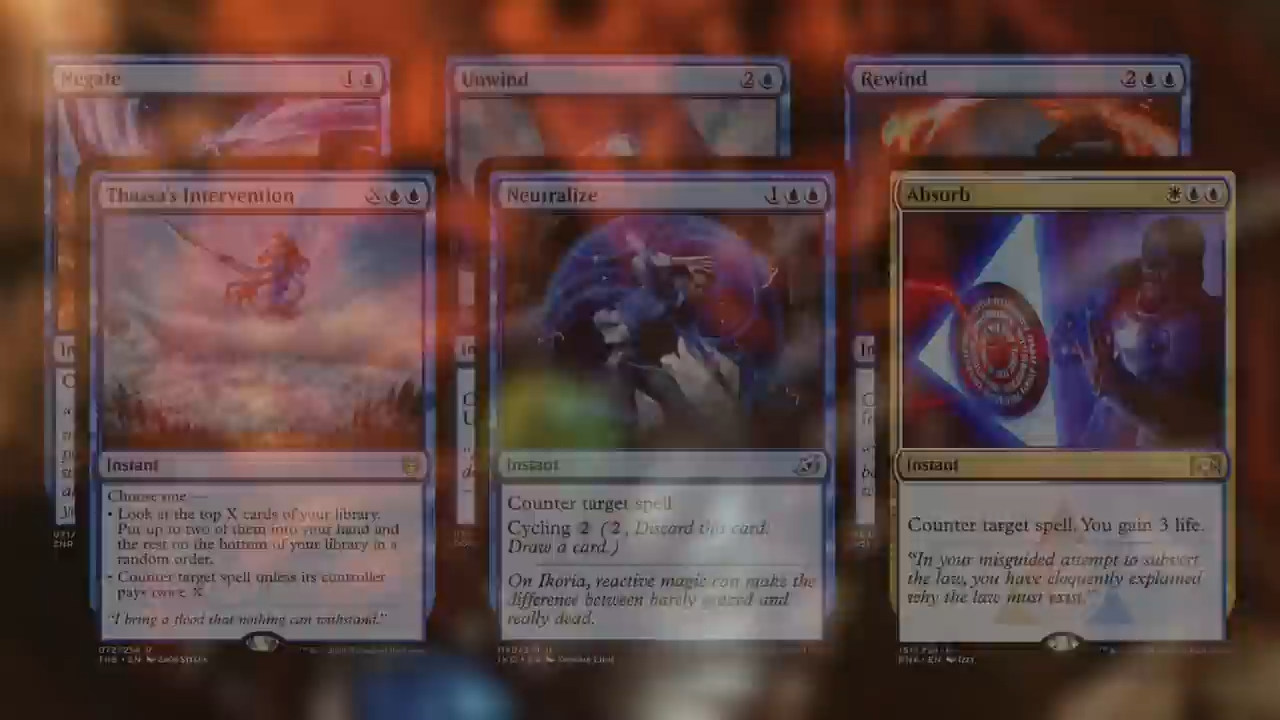 Negate 1
Unwind 2
Rewind 2
Thassa's Intervention X
Neutralize 1
Absorb
Instant
Instant
Instant
Choose one —
• Look at the top X cards of your library.
Put up to two of them into your hand and
the rest on the bottom of your library in a
random order.
• Counter target spell unless its controller
pays twice X.
"I bring a flood that nothing can withstand."
Counter target spell.
Cycling 2 (2, Discard this card:
Draw a card.)
On Ikoria, reactive magic can make the
difference between barely grazed and
really dead.
Counter target spell. You gain 3 life.
"In your misguided attempt to subvert
the law, you have eloquently explained
why the law must exist."